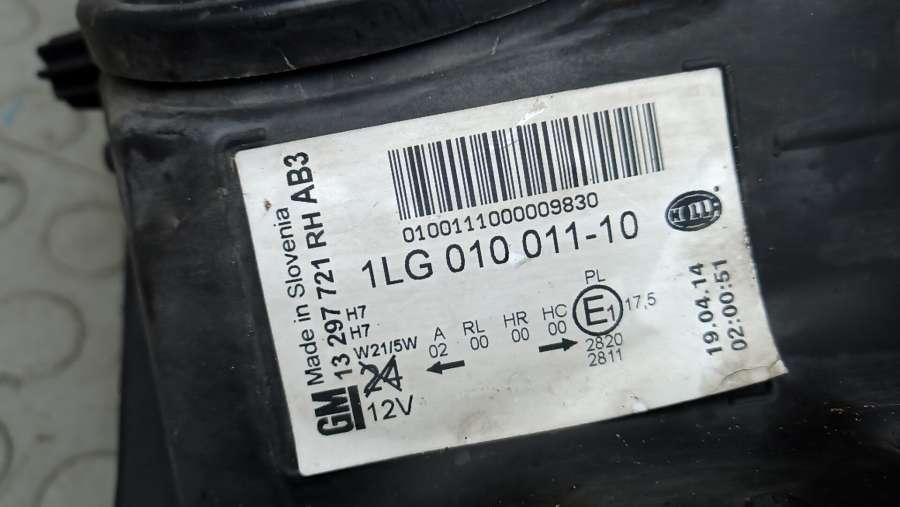 0100111000009830
1LG 010 011-10
HELLA
GM
Made in Slovenia
13 297 721 RH AB3
H7
H7
W21/5W
24
12V
A
02
RL
00
HR
00
HC
00
PL
E1
17,5
2820
2811
19.04.14
02:00:51